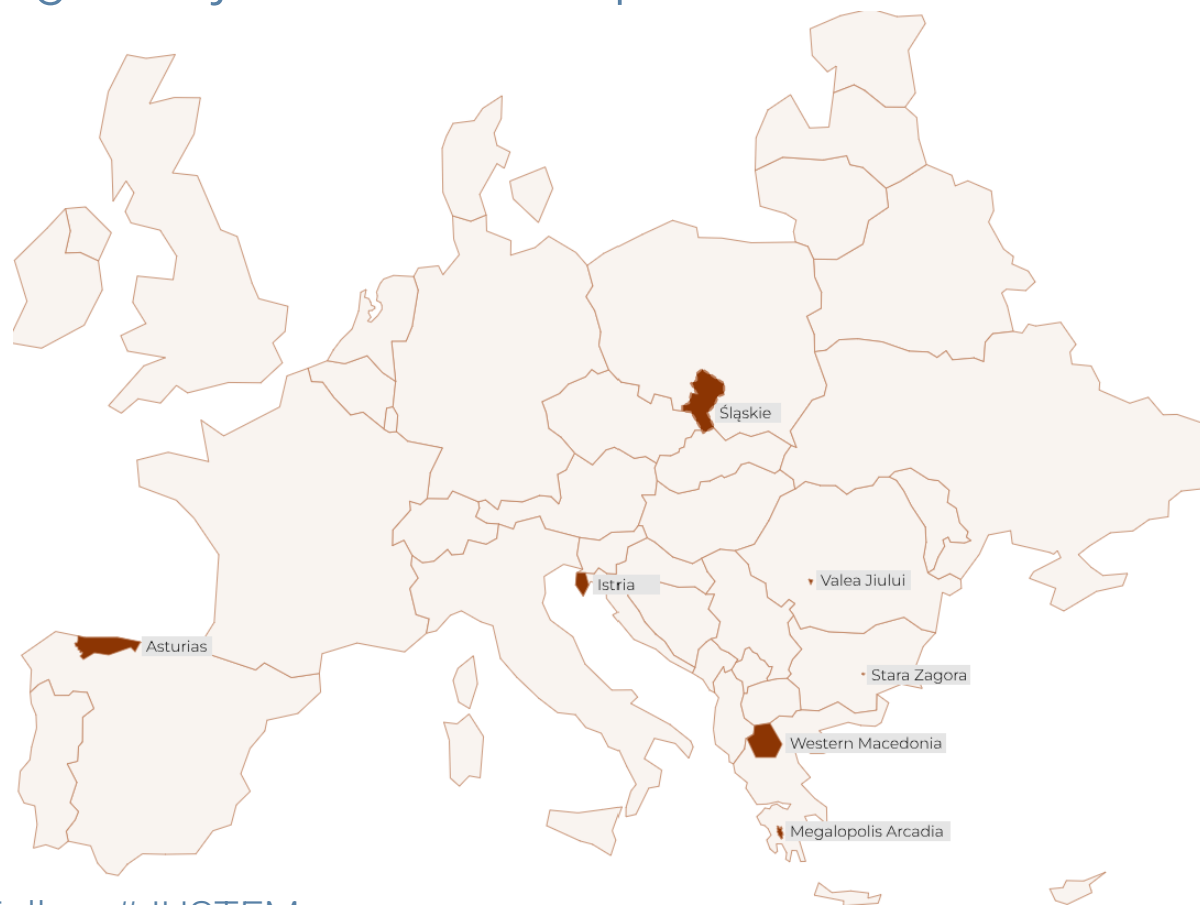 Śląskie
Istria
Valea Jiului
Asturias
Stara Zagora
Western Macedonia
Megalopolis Arcadia